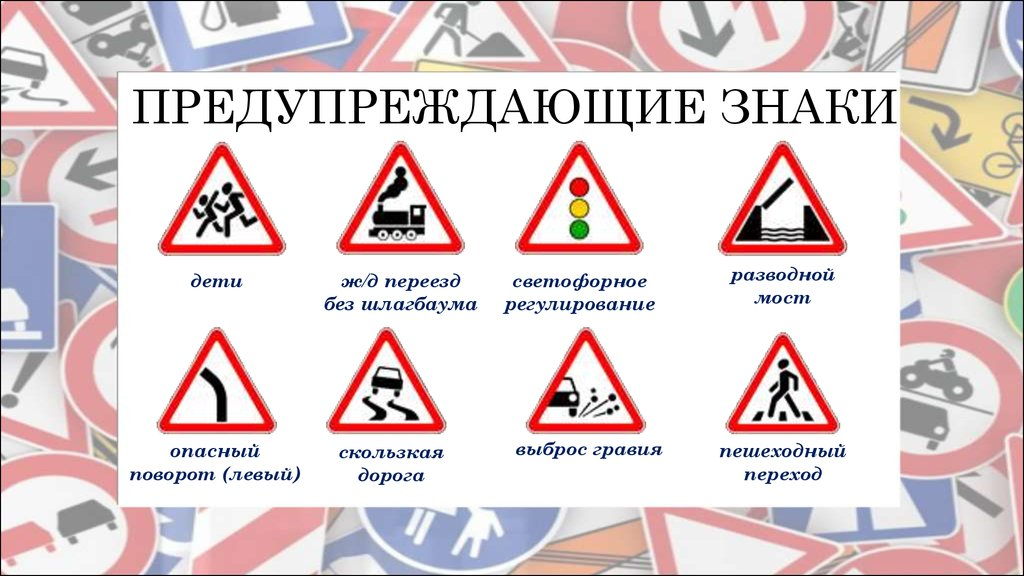 ПРЕДУПРЕЖДАЮЩИЕ ЗНАКИ
дети
ж/д переезд
без шлагбаума
светофорное
регулирование
разводной
мост
опасный
поворот (левый)
скользкая
дорога
выброс гравия
пешеходный
переход